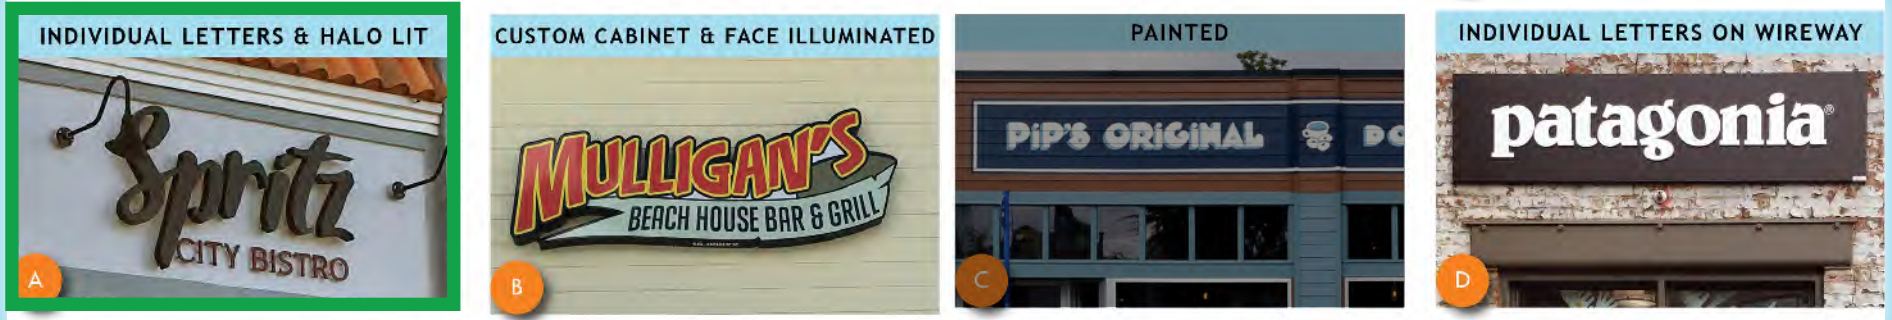 INDIVIDUAL LETTERS & HALO LIT
Spritz
CITY BISTRO
A
CUSTOM CABINET & FACE ILLUMINATED
MULLIGAN'S
BEACH HOUSE BAR & GRILL
B
PAINTED
PiP'S ORiGiNAL
DO
C
INDIVIDUAL LETTERS ON WIREWAY
patagonia®
D